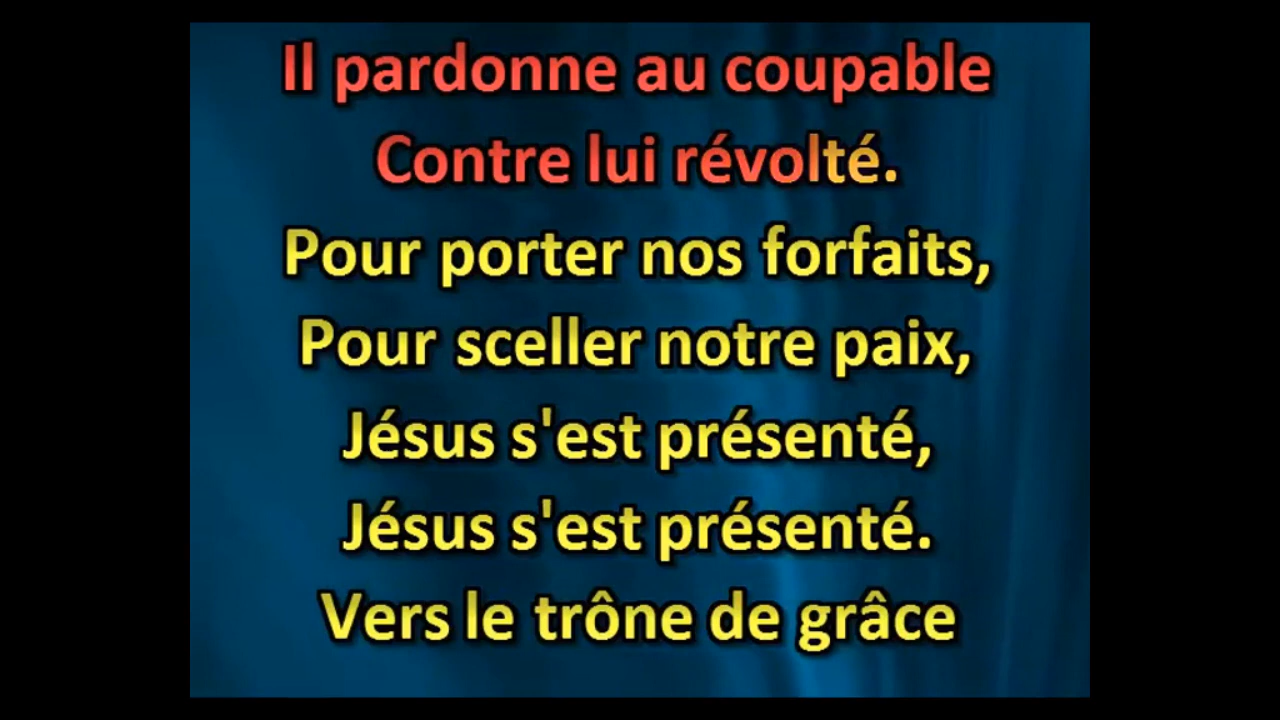 Il pardonne au coupable
Contre lui révolté.
Pour porter nos forfaits,
Pour sceller notre paix,
Jésus s'est présenté,
Jésus s'est présenté.
Vers le trône de grâce